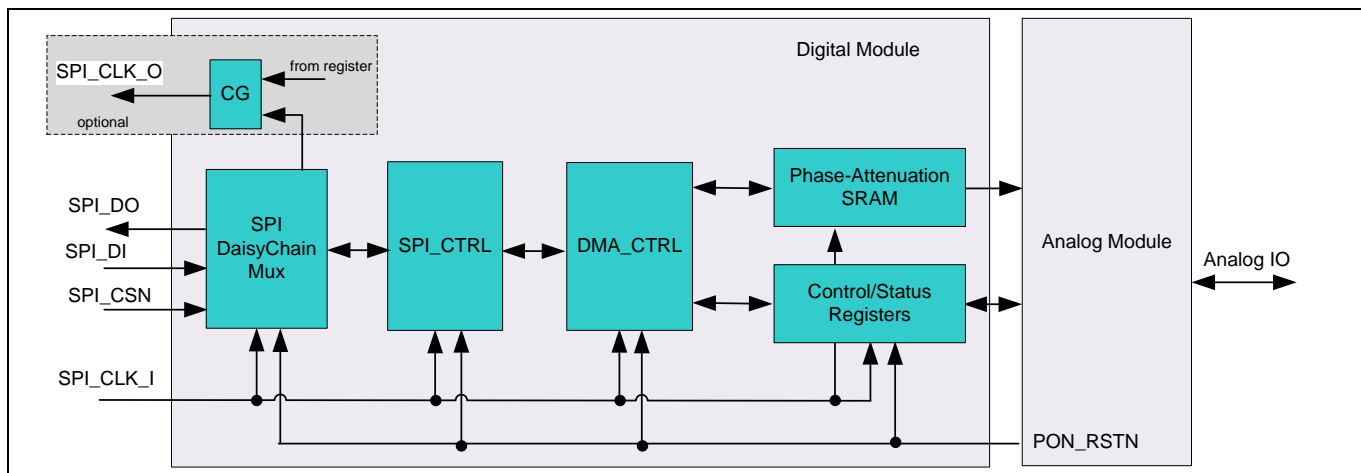 Digital Module
SPI_CLK_O
from register
CG
optional
SPI_DO
SPI_DI
SPI_CSN
SPI_CLK_I
SPI
DaisyChain
Mux
SPI_CTRL
DMA_CTRL
Phase-Attenuation
SRAM
Control/Status
Registers
Analog Module
Analog IO
PON_RSTN